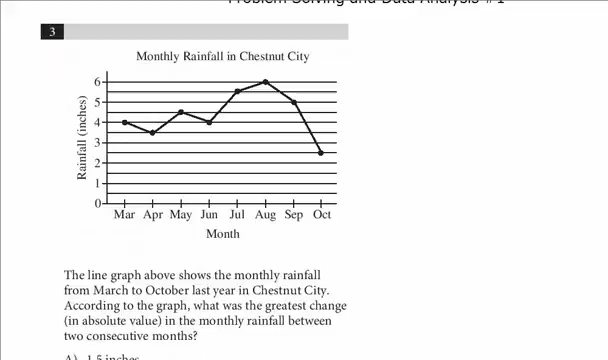 Problem Solving and Data Analysis #1
3
Monthly Rainfall in Chestnut City
Rainfall (inches)
6
5
4
3
2
1
0
Mar Apr May Jun Jul Aug Sep Oct
Month
The line graph above shows the monthly rainfall
from March to October last year in Chestnut City.
According to the graph, what was the greatest change
(in absolute value) in the monthly rainfall between
two consecutive months?
A) 1.5 inches